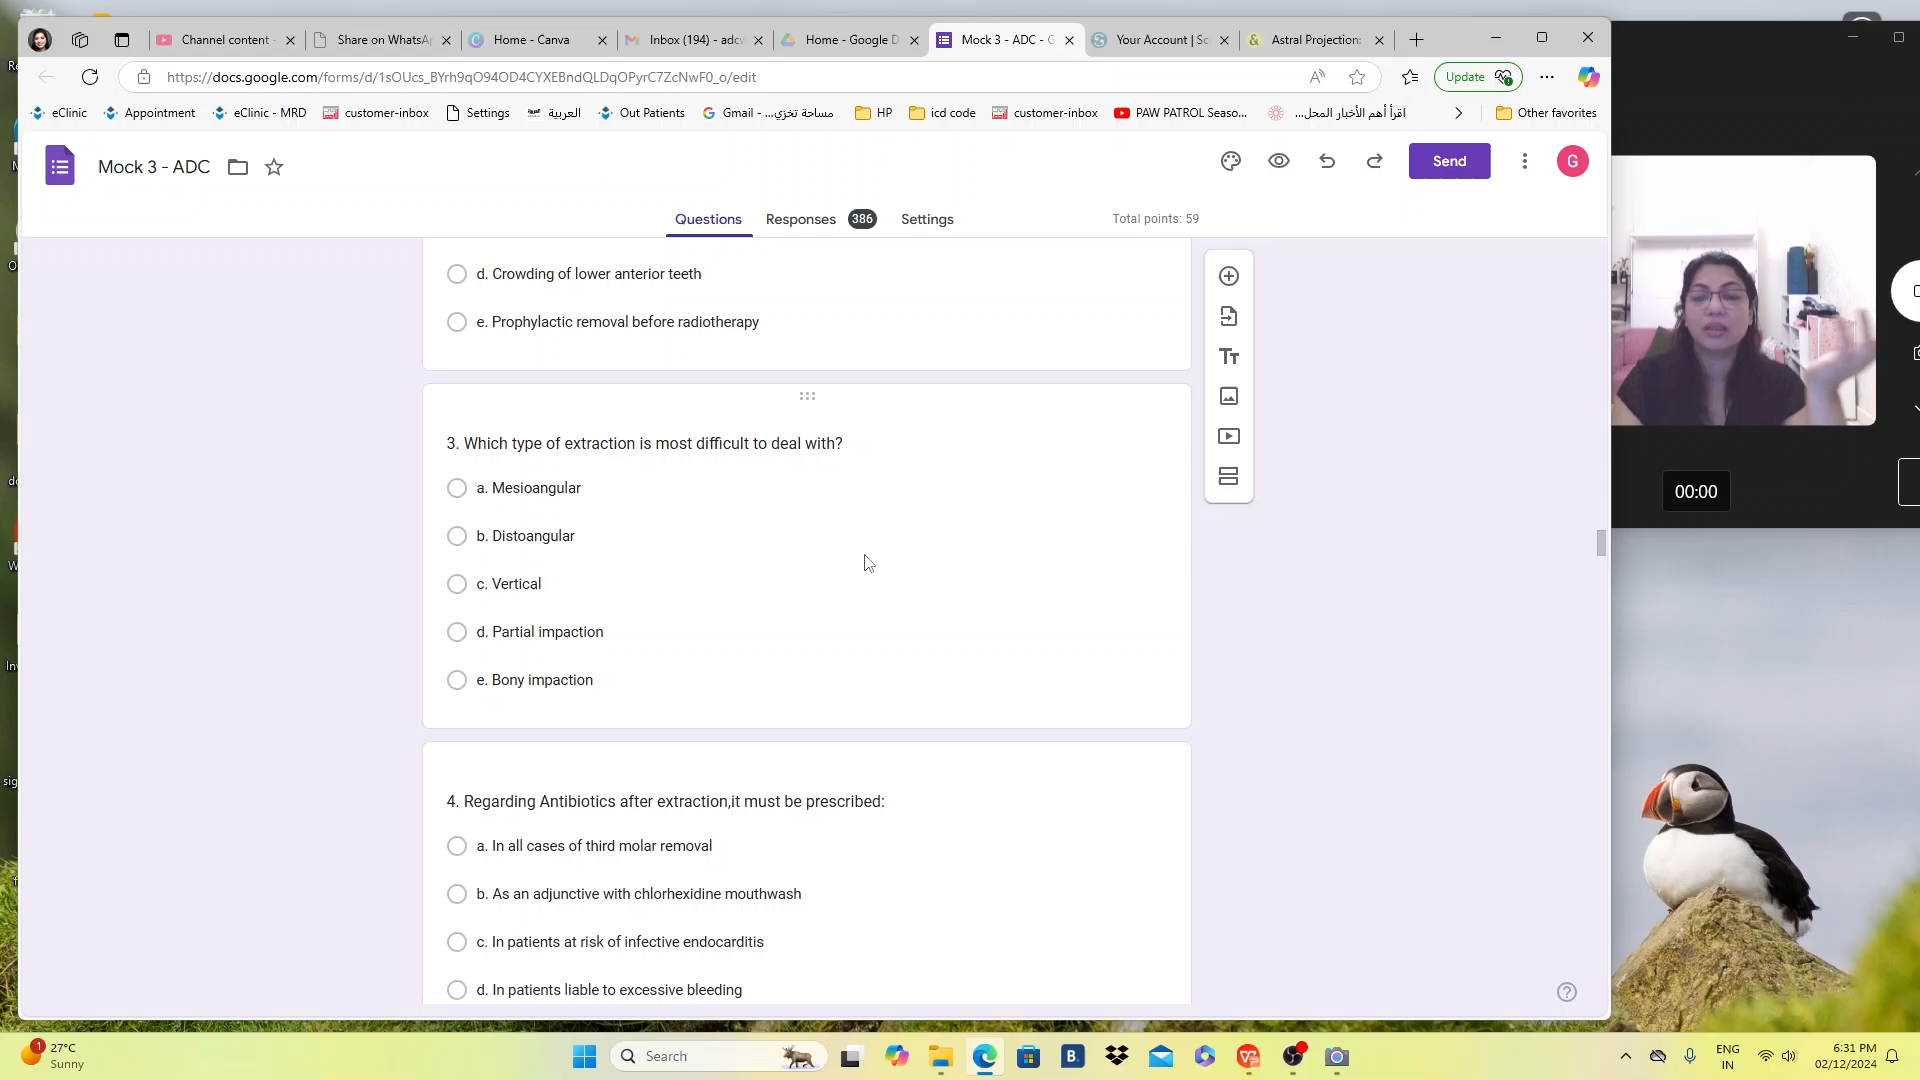 Channel content -
Share on WhatsA
Home - Canva
Inbox (194) - adc
Home - Google D
Mock 3 - ADC - G
Your Account | Sc
Astral Projection:
https://docs.google.com/forms/d/1sOUcs_BYrh9qO94OD4CYXEBndQLDqOPyrC7ZcNwF0_o/edit
Update
eClinic
Appointment
eClinic - MRD
customer-inbox
Settings
العربية
Out Patients
Gmail - مساحة تخزي...
HP
icd code
customer-inbox
PAW PATROL Seaso...
اقرأ أهم الأخبار المحل...
Other favorites
Mock 3 - ADC
Send
G
Questions
Responses 386
Settings
Total points: 59
d. Crowding of lower anterior teeth
e. Prophylactic removal before radiotherapy
3. Which type of extraction is most difficult to deal with?
a. Mesioangular
b. Distoangular
c. Vertical
d. Partial impaction
e. Bony impaction
4. Regarding Antibiotics after extraction,it must be prescribed:
a. In all cases of third molar removal
b. As an adjunctive with chlorhexidine mouthwash
c. In patients at risk of infective endocarditis
d. In patients liable to excessive bleeding
00:00
1
27°C
Sunny
Search
B.
ENG
IN
6:31 PM
02/12/2024